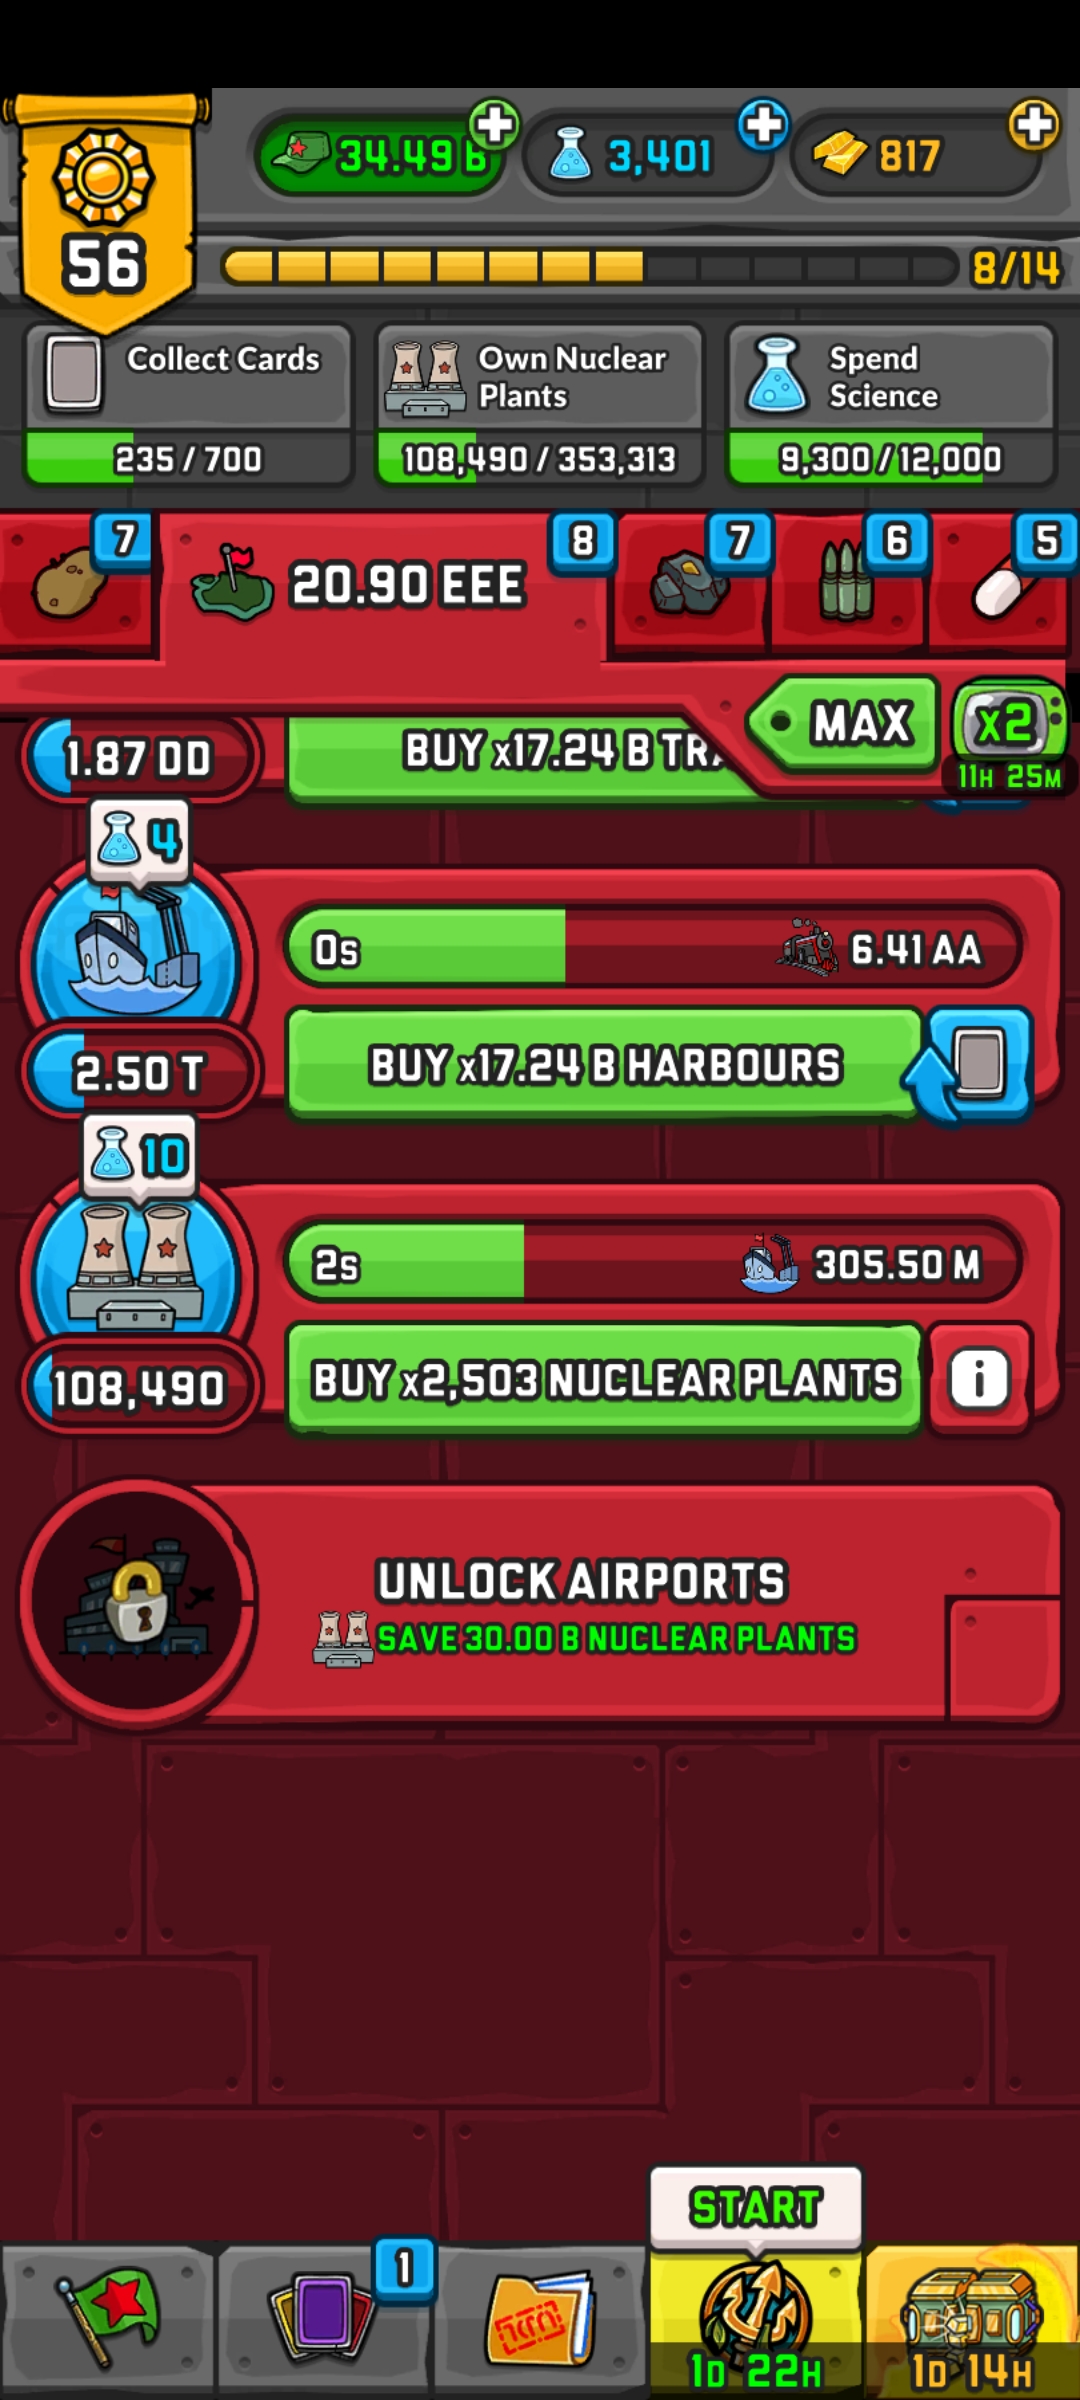 34.49 B
3,401
817
56
8/14
Collect Cards
235 / 700
Own Nuclear
Plants
108,490 / 353,313
Spend
Science
9,300 / 12,000
7
20.90 EEE
8
7
6
5
MAX
x2
11H 25M
1.87 DD
BUY x17.24 B
4
0s
6.41 AA
2.50 T
BUY x17.24 B HARBOURS
10
2s
305.50 M
108,490
BUY x2,503 NUCLEAR PLANTS
i
UNLOCK AIRPORTS
SAVE 30.00 B NUCLEAR PLANTS
START
1
1D 22H
1D 14H